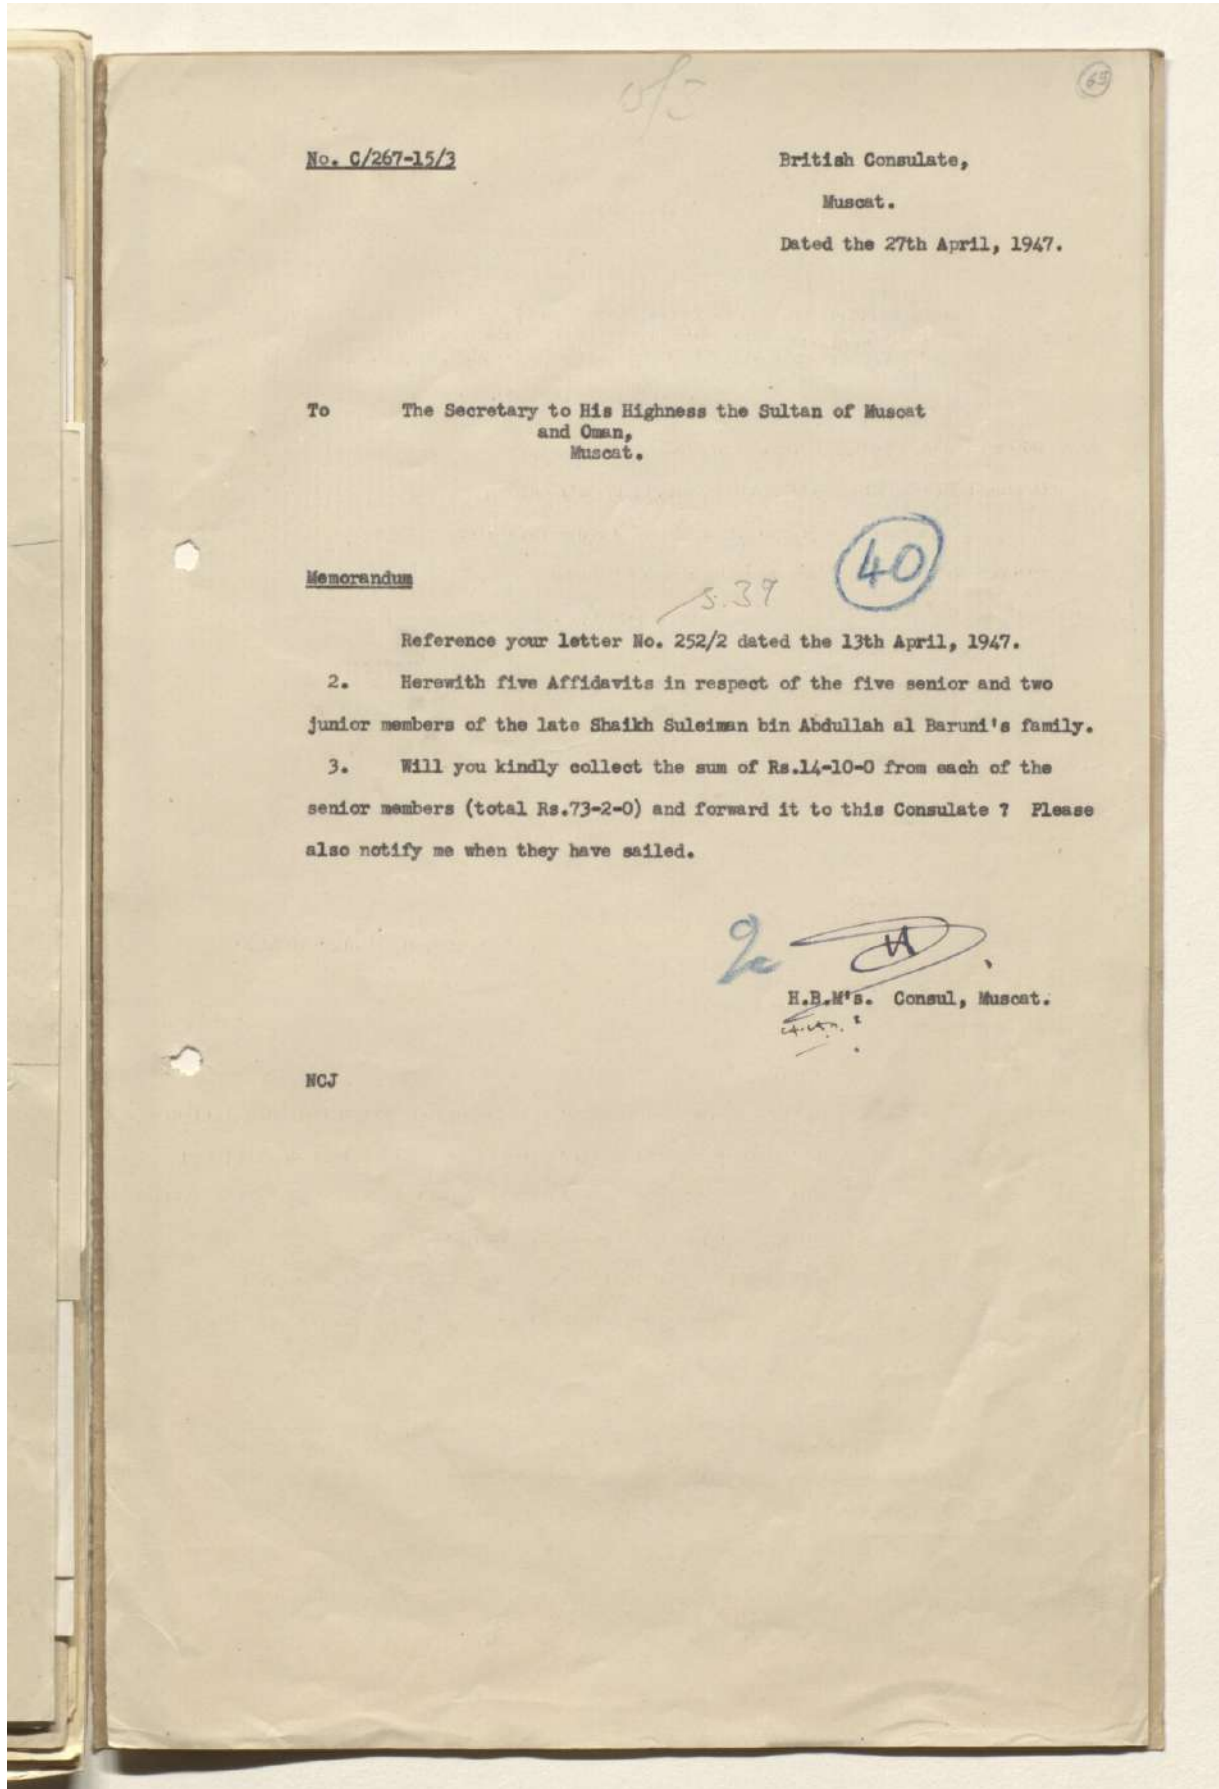 65
No. C/267-15/3
British Consulate,
Muscat.
Dated the 27th April, 1947.
To The Secretary to His Highness the Sultan of Muscat
and Oman,
Muscat.
40
Memorandum
s.39
Reference your letter No. 252/2 dated the 13th April, 1947.
2. Herewith five Affidavits in respect of the five senior and two
junior members of the late Shaikh Suleiman bin Abdullah al Baruni's family.
3. Will you kindly collect the sum of Rs.14-10-0 from each of the
senior members (total Rs.73-2-0) and forward it to this Consulate ? Please
also notify me when they have sailed.
H.B.M's. Consul, Muscat.
NCJ